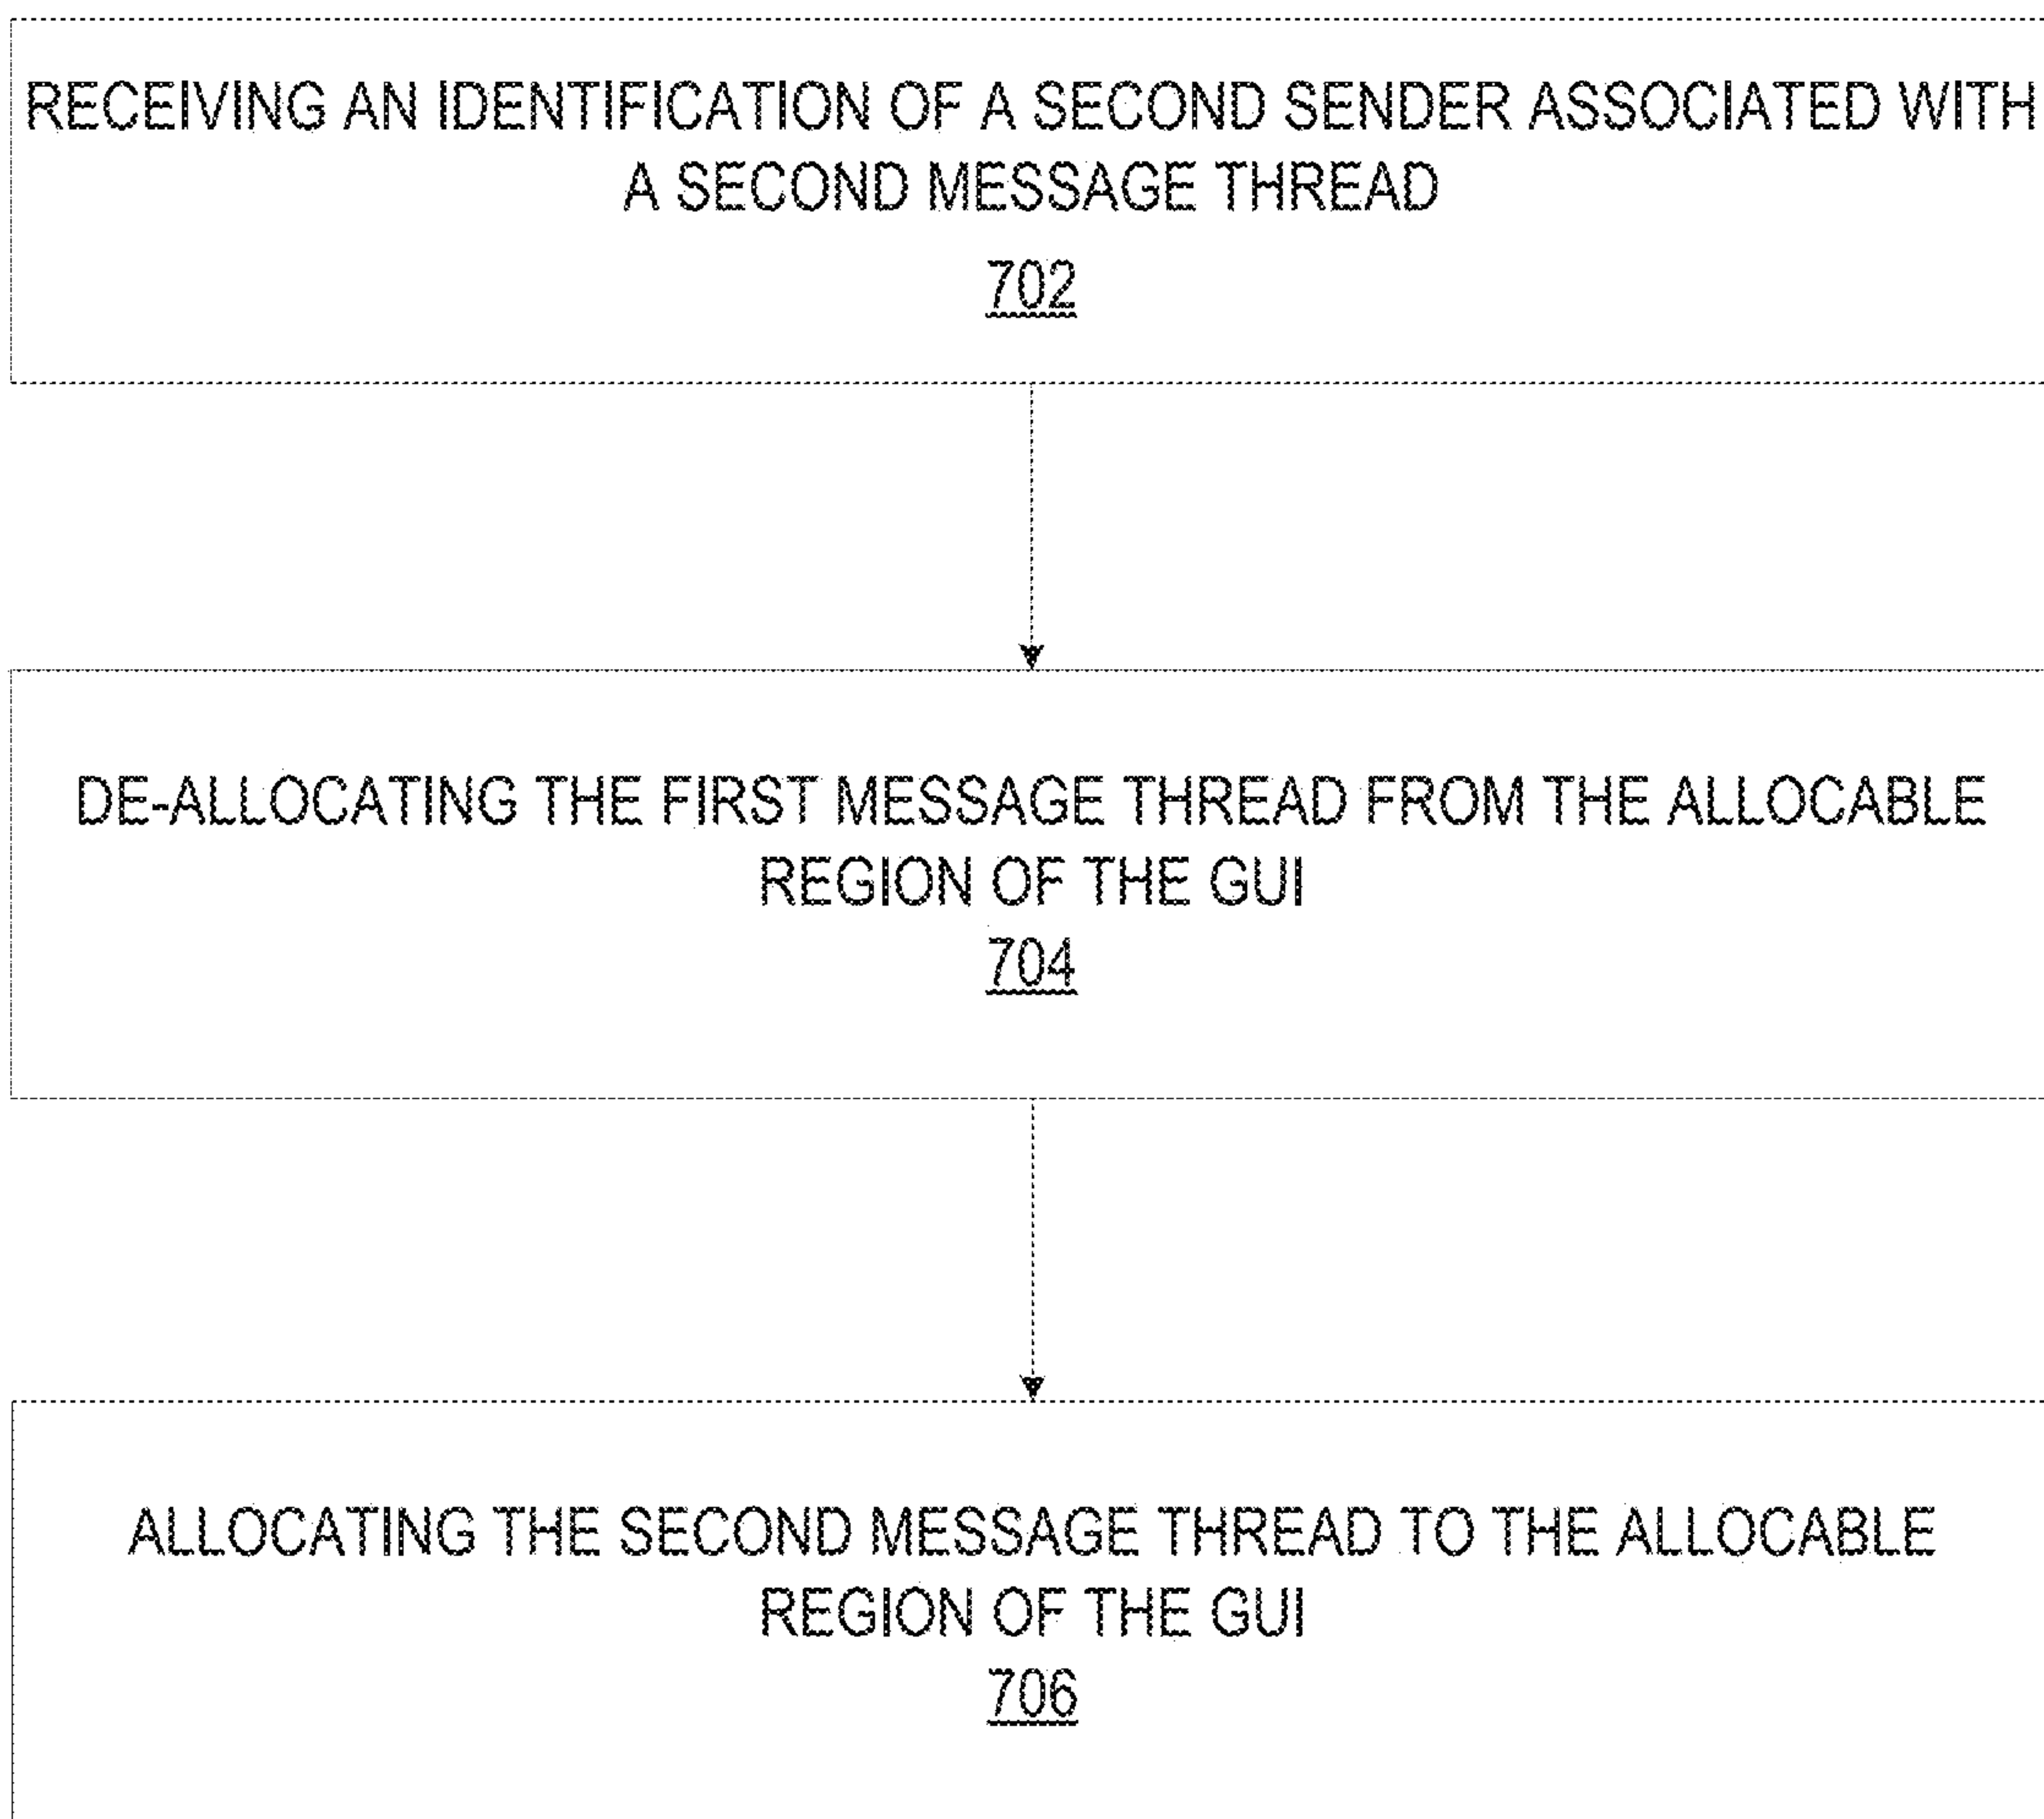 RECEIVING AN IDENTIFICATION OF A SECOND SENDER ASSOCIATED WITH
A SECOND MESSAGE THREAD
702
DE-ALLOCATING THE FIRST MESSAGE THREAD FROM THE ALLOCABLE
REGION OF THE GUI
704
ALLOCATING THE SECOND MESSAGE THREAD TO THE ALLOCABLE
REGION OF THE GUI
706